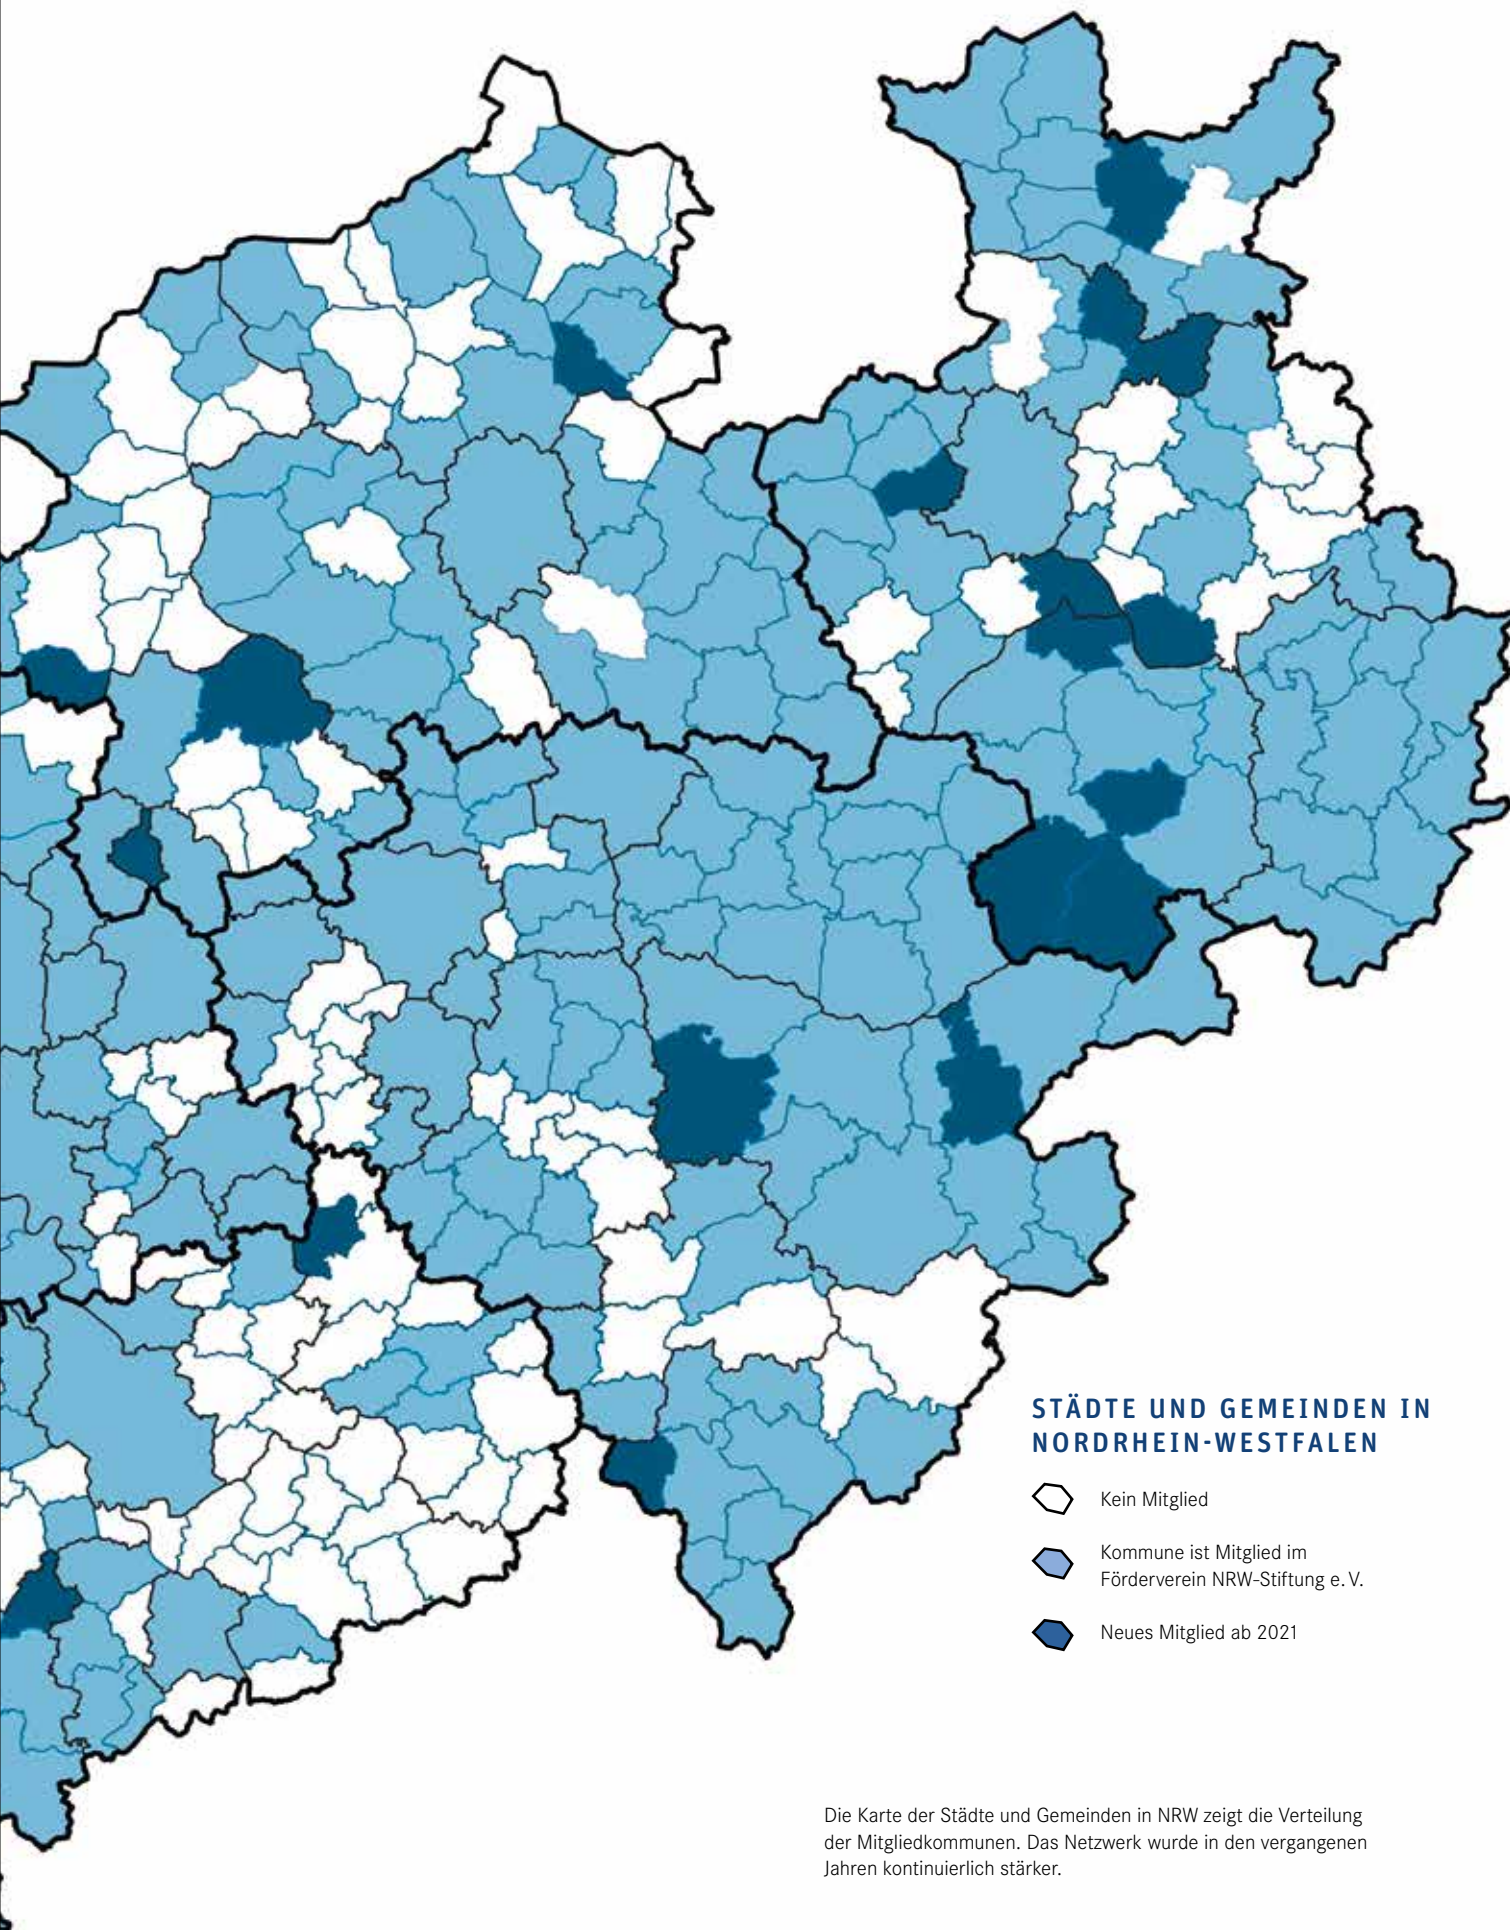 STÄDTE UND GEMEINDEN IN
NORDRHEIN-WESTFALEN
Kein Mitglied
Kommune ist Mitglied im
Förderverein NRW-Stiftung e. V.
Neues Mitglied ab 2021
Die Karte der Städte und Gemeinden in NRW zeigt die Verteilung
der Mitgliedkommunen. Das Netzwerk wurde in den vergangenen
Jahren kontinuierlich stärker.